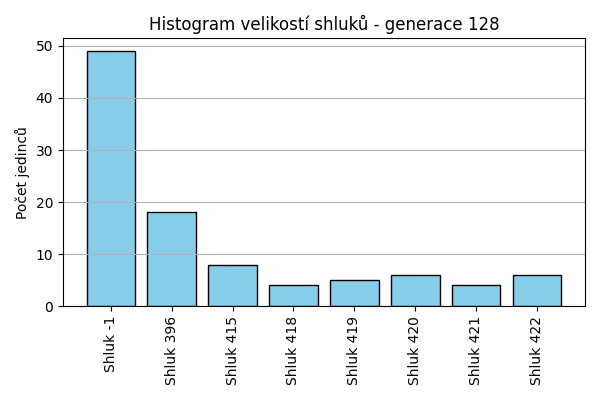 Histogram velikostí shluků - generace 128
Počet jedinců
50
40
30
20
10
0
Shluk -1
Shluk 396
Shluk 415
Shluk 418
Shluk 419
Shluk 420
Shluk 421
Shluk 422